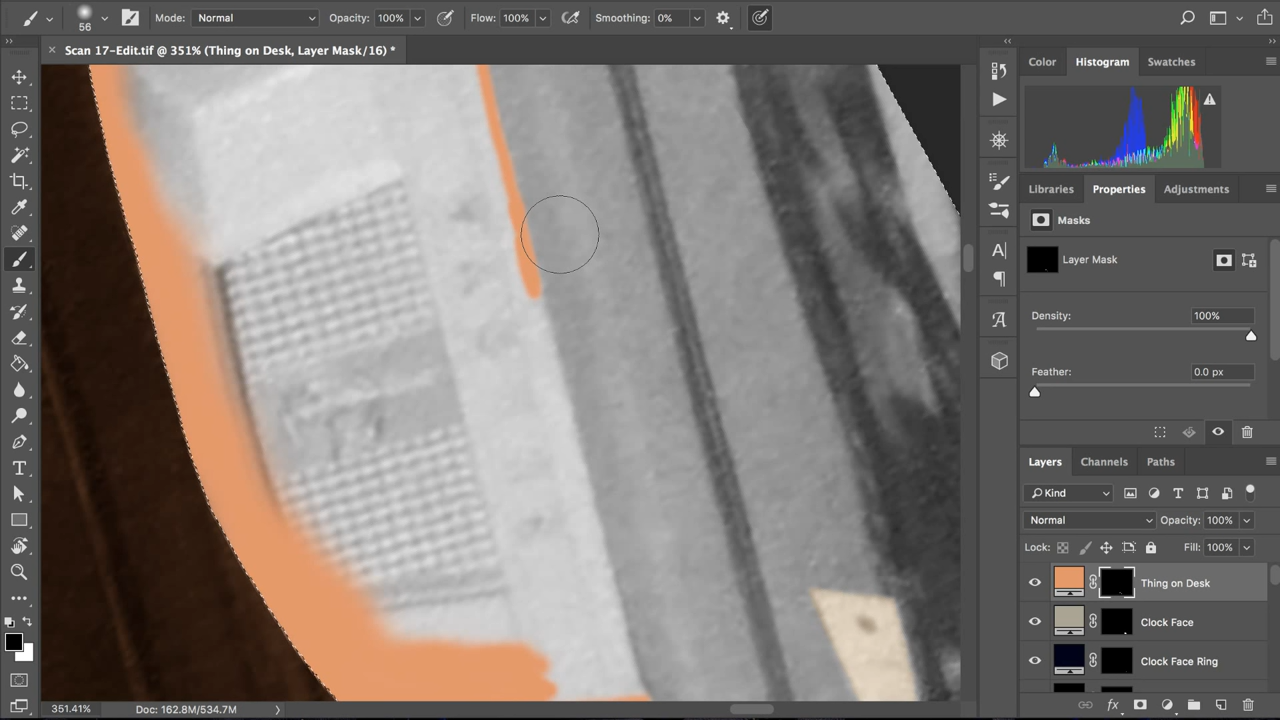 56
Mode: Normal
Opacity: 100%
Flow: 100%
Smoothing: 0%
Scan 17-Edit.tif @ 351% (Thing on Desk, Layer Mask/16) *
Color
Histogram
Swatches
Libraries
Properties
Adjustments
Masks
Layer Mask
Density: 100%
Feather: 0.0 px
Layers
Channels
Paths
Kind
Normal
Opacity: 100%
Lock:
Fill: 100%
Thing on Desk
Clock Face
Clock Face Ring
fx
351.41%
Doc: 162.8M/534.7M